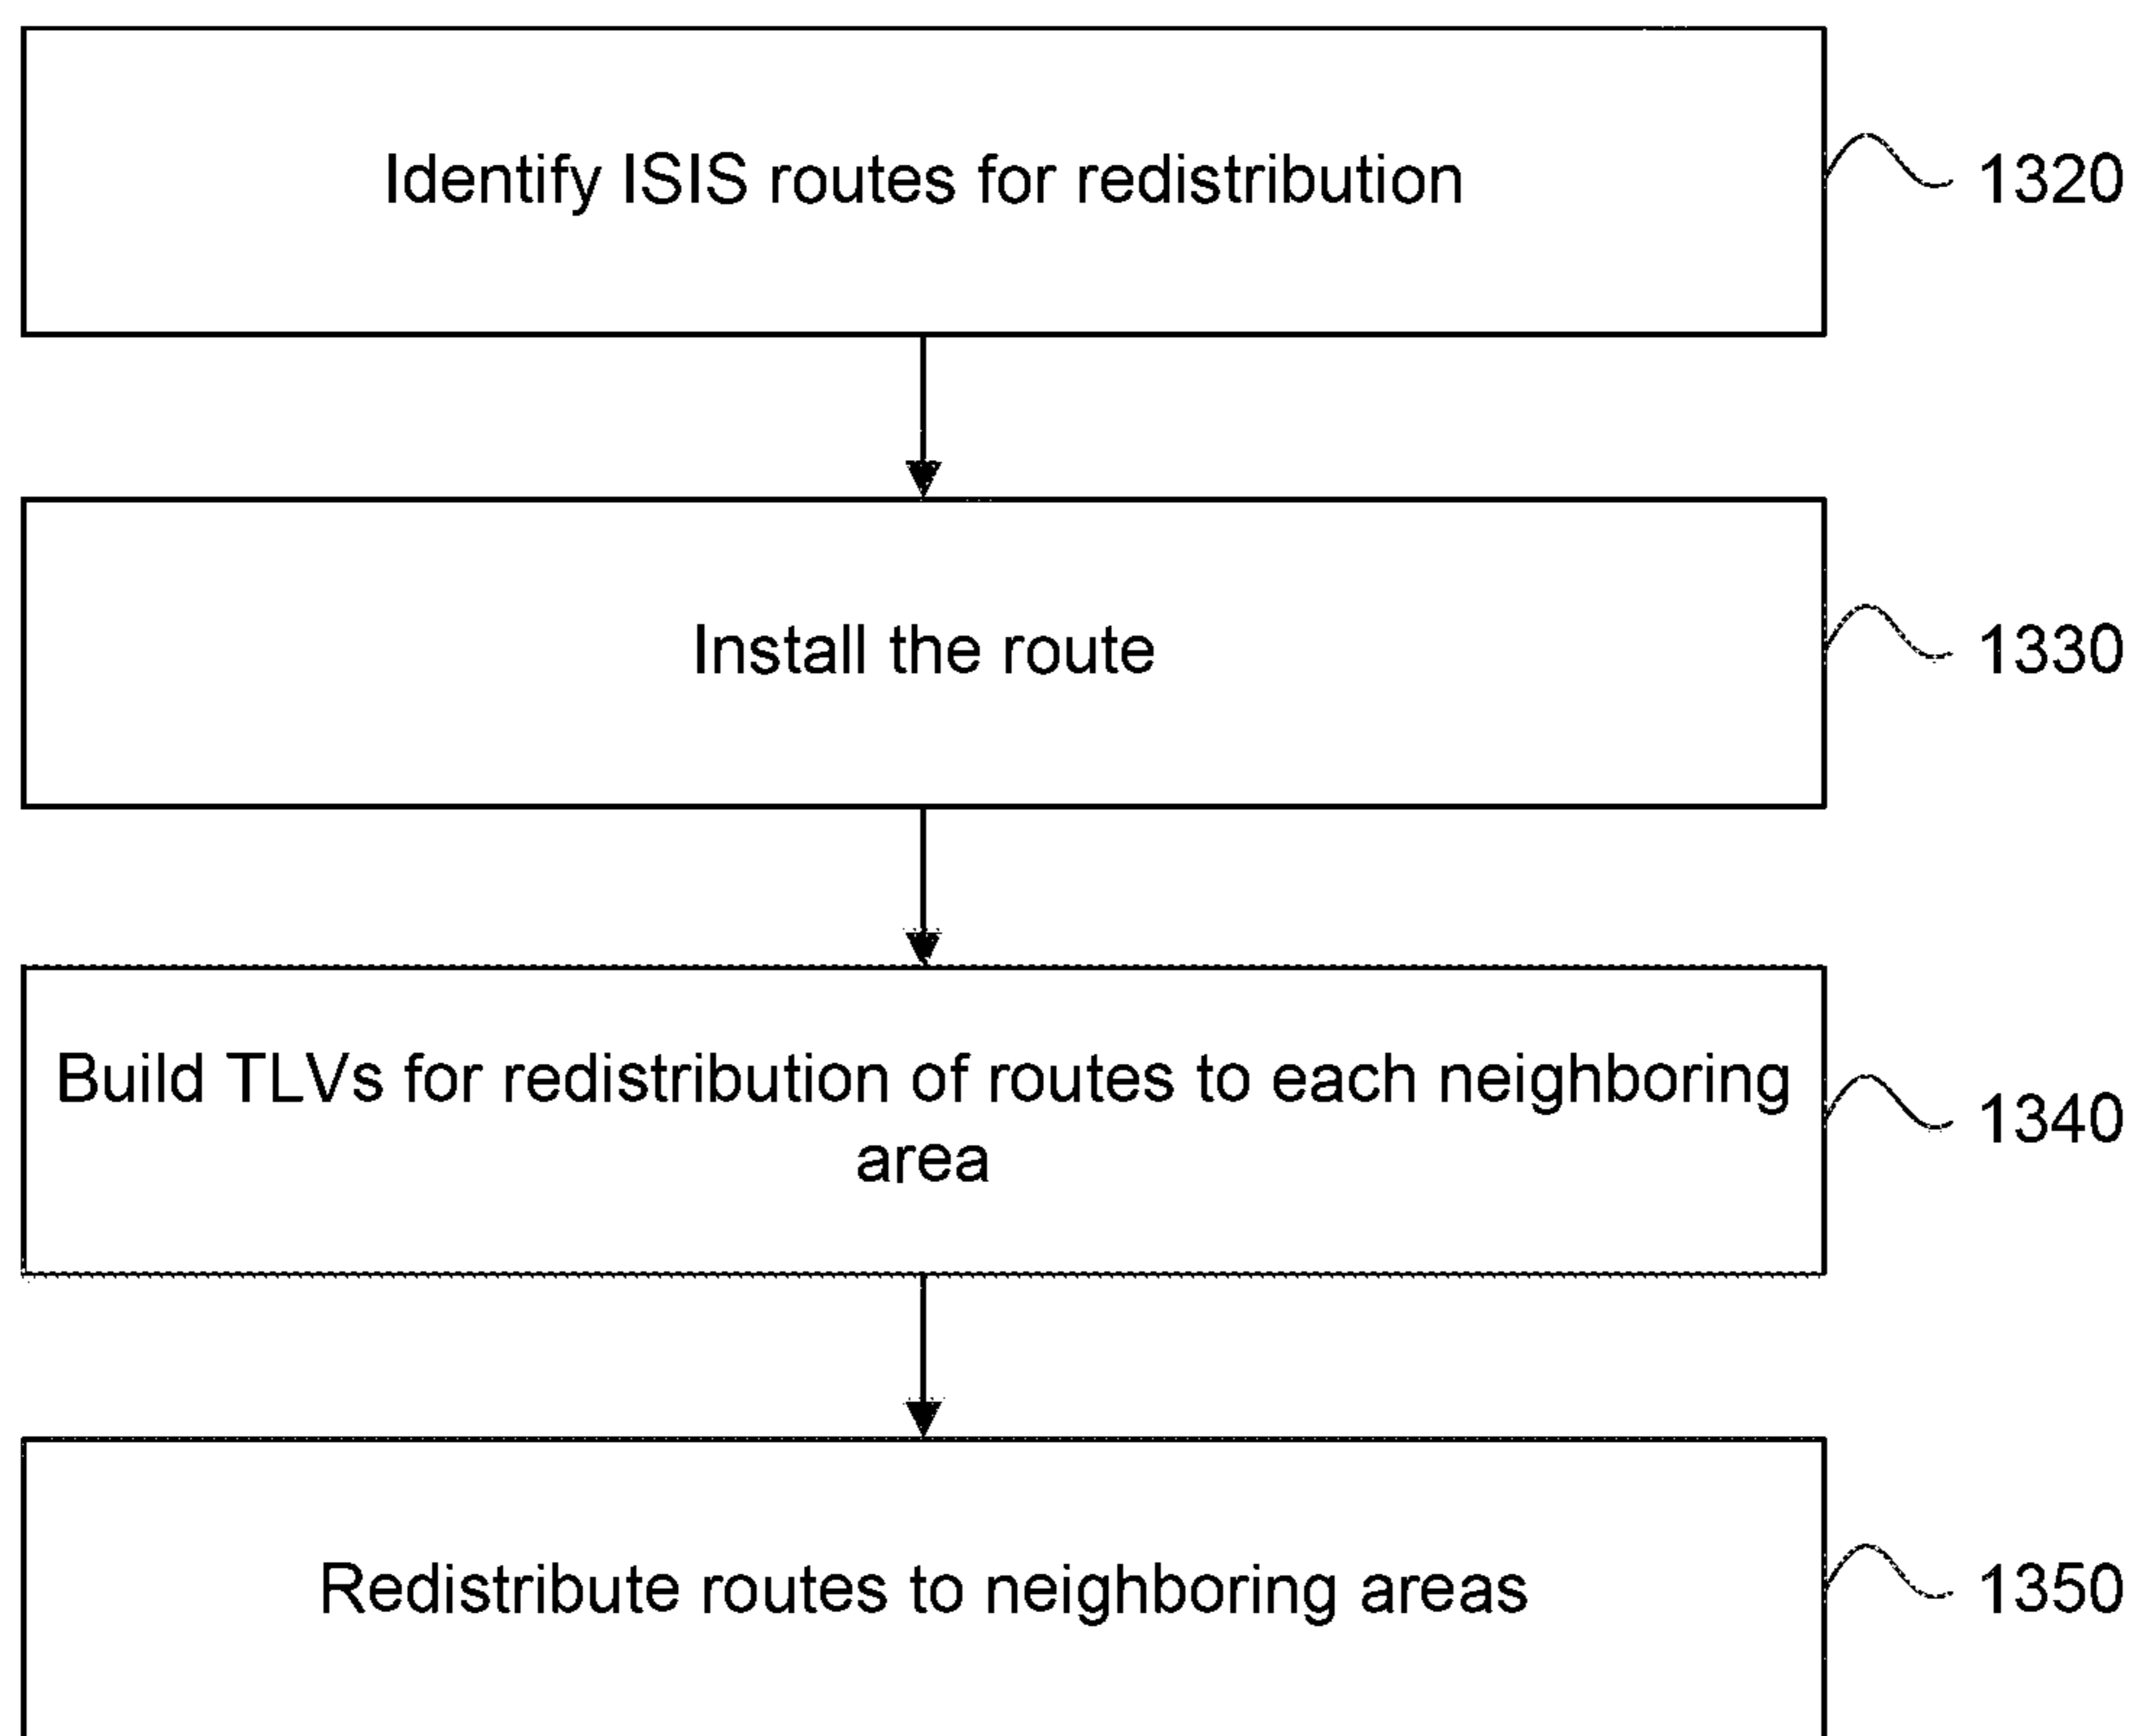 Identify ISIS routes for redistribution
1320
Install the route
1330
Build TLVs for redistribution of routes to each neighboring
area
1340
Redistribute routes to neighboring areas
1350